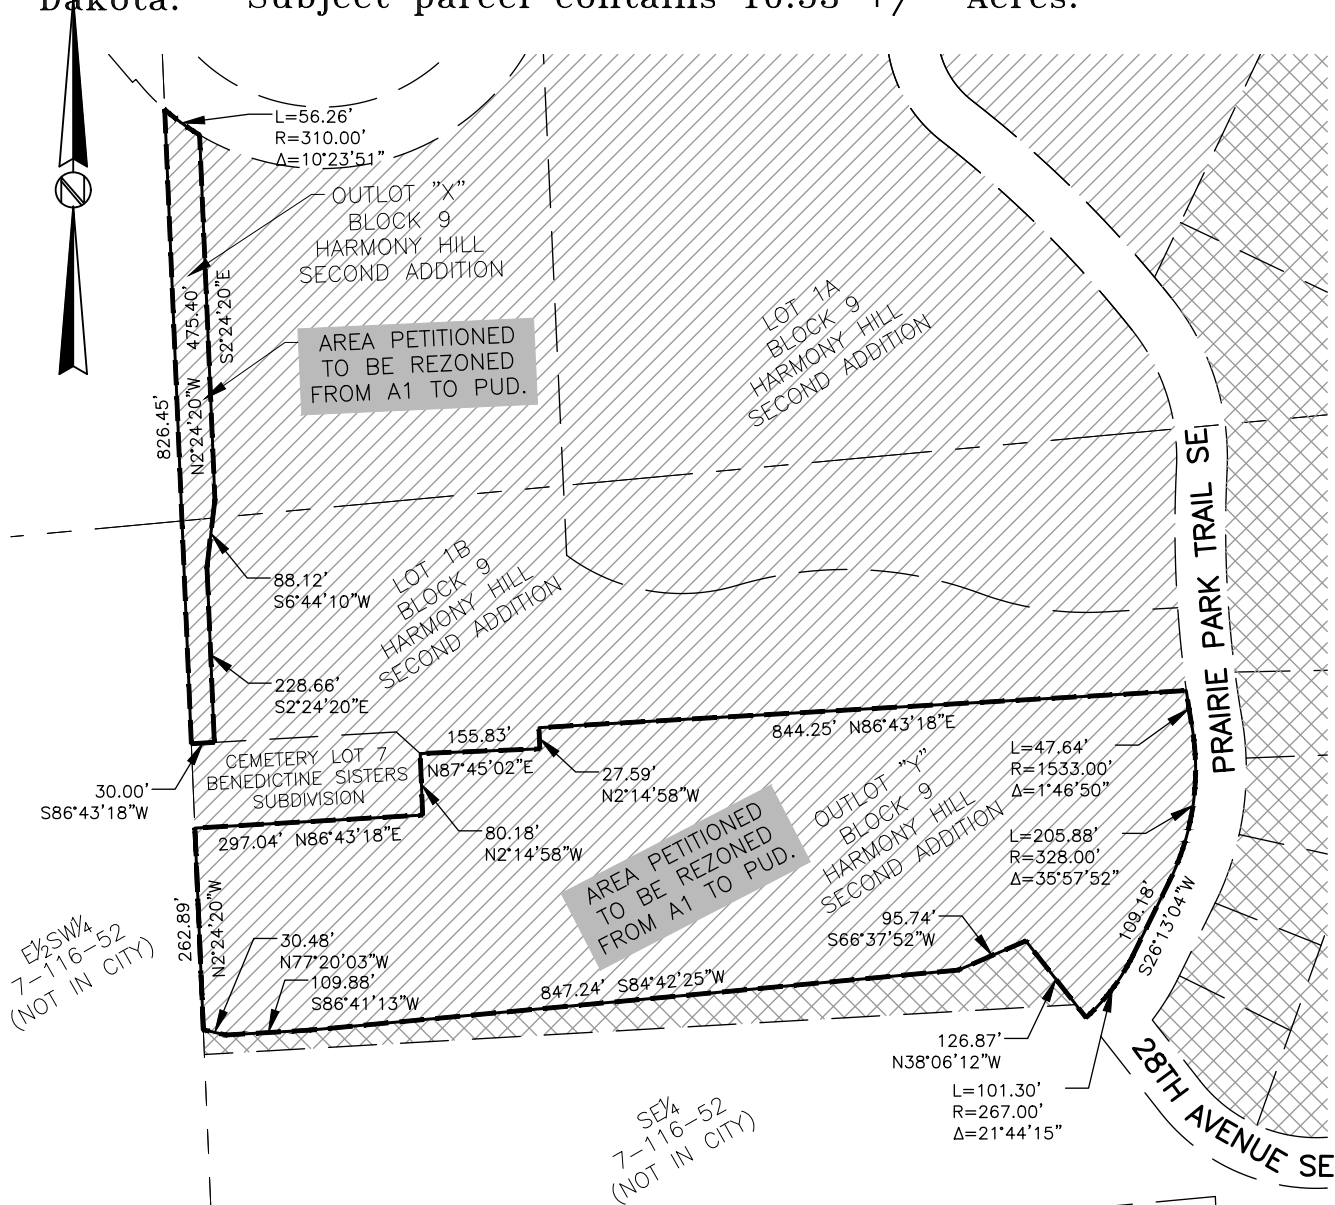 Dakota. Subject parcel contains 10.53 +/- Acres.
L=56.26'
R=310.00'
Δ=10°23'51"
OUTLOT "X"
BLOCK 9
HARMONY HILL
SECOND ADDITION
N
475.40'
N2°24'20"W
S2°24'20"E
826.45'
AREA PETITIONED
TO BE REZONED
FROM A1 TO PUD.
LOT 1A
BLOCK 9
HARMONY HILL
SECOND ADDITION
PRAIRIE PARK TRAIL SE
88.12'
S6°44'10"W
LOT 1B
BLOCK 9
HARMONY HILL
SECOND ADDITION
228.66'
S2°24'20"E
30.00'
S86°43'18"W
CEMETERY LOT 7
BENEDICTINE SISTERS
SUBDIVISION
155.83'
N87°45'02"E
844.25' N86°43'18"E
27.59'
N2°14'58"W
80.18'
N2°14'58"W
297.04' N86°43'18"E
L=47.64'
R=1533.00'
Δ=1°46'50"
OUTLOT "Y"
BLOCK 9
HARMONY HILL
SECOND ADDITION
AREA PETITIONED
TO BE REZONED
FROM A1 TO PUD.
L=205.88'
R=328.00'
Δ=35°57'52"
109.18'
S26°13'04"W
262.89'
N2°24'20"W
E½SW¼
7-116-52
(NOT IN CITY)
30.48'
N77°20'03"W
109.88'
S86°41'13"W
847.24' S84°42'25"W
95.74'
S66°37'52"W
126.87'
N38°06'12"W
L=101.30'
R=267.00'
Δ=21°44'15"
28TH AVENUE SE
SE¼
7-116-52
(NOT IN CITY)